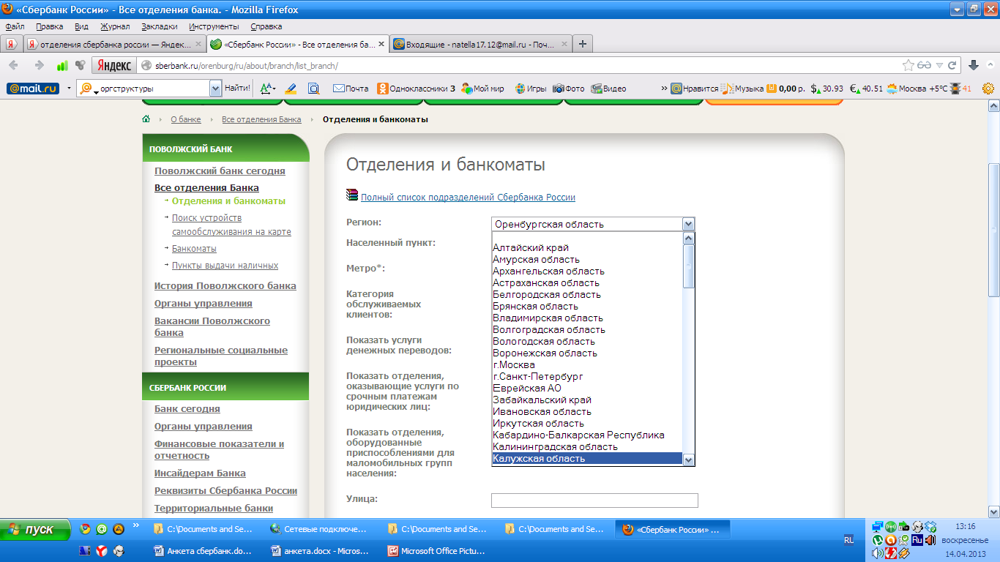 «Сбербанк России» - Все отделения банка. - Mozilla Firefox
Файл Правка Вид Журнал Закладки Инструменты Справка
Я отделения сбербанка россии — Яндек... «Сбербанк России» - Все отделения ба... Входящие - natella17.12@mail.ru - Поч...
Яндекс sberbank.ru/orenburg/ru/about/branch/list_branch/
@mail.ru оргструктуры Найти! Почта Одноклассники 3 Мой мир Игры Фото Видео » Нравится Музыка 0,00 р. $ 30.93 € 40.51 Москва +5°C 41
О банке Все отделения Банка Отделения и банкоматы
ПОВОЛЖСКИЙ БАНК
Поволжский банк сегодня
Все отделения Банка
Отделения и банкоматы
Поиск устройств
самообслуживания на карте
Банкоматы
Пункты выдачи наличных
История Поволжского банка
Органы управления
Вакансии Поволжского
банка
Региональные социальные
проекты
СБЕРБАНК РОССИИ
Банк сегодня
Органы управления
Финансовые показатели и
отчетность
Инсайдерам Банка
Реквизиты Сбербанка России
Территориальные банки
Отделения и банкоматы
Полный список подразделений Сбербанка России
Регион: Оренбургская область
Населенный пункт:
Метро*:
Категория
обслуживаемых
клиентов:
Показать услуги
денежных переводов:
Показать отделения,
оказывающие услуги по
срочным платежам
юридических лиц:
Показать отделения,
оборудованные
приспособлениями для
маломобильных групп
населения:
Улица:
Алтайский край
Амурская область
Архангельская область
Астраханская область
Белгородская область
Брянская область
Владимирская область
Волгоградская область
Вологодская область
Воронежская область
г.Москва
г.Санкт-Петербург
Еврейская АО
Забайкальский край
Ивановская область
Иркутская область
Кабардино-Балкарская Республика
Калининградская область
Калужская область
пуск » C:\Documents and Se... Сетевые подключе... C:\Documents and Se... C:\Documents and Se... «Сбербанк России» ...
Анкета сбербанк.do... анкета.docx - Micros... Microsoft Office Pictu... RU
13:16
Ru воскресенье
14.04.2013